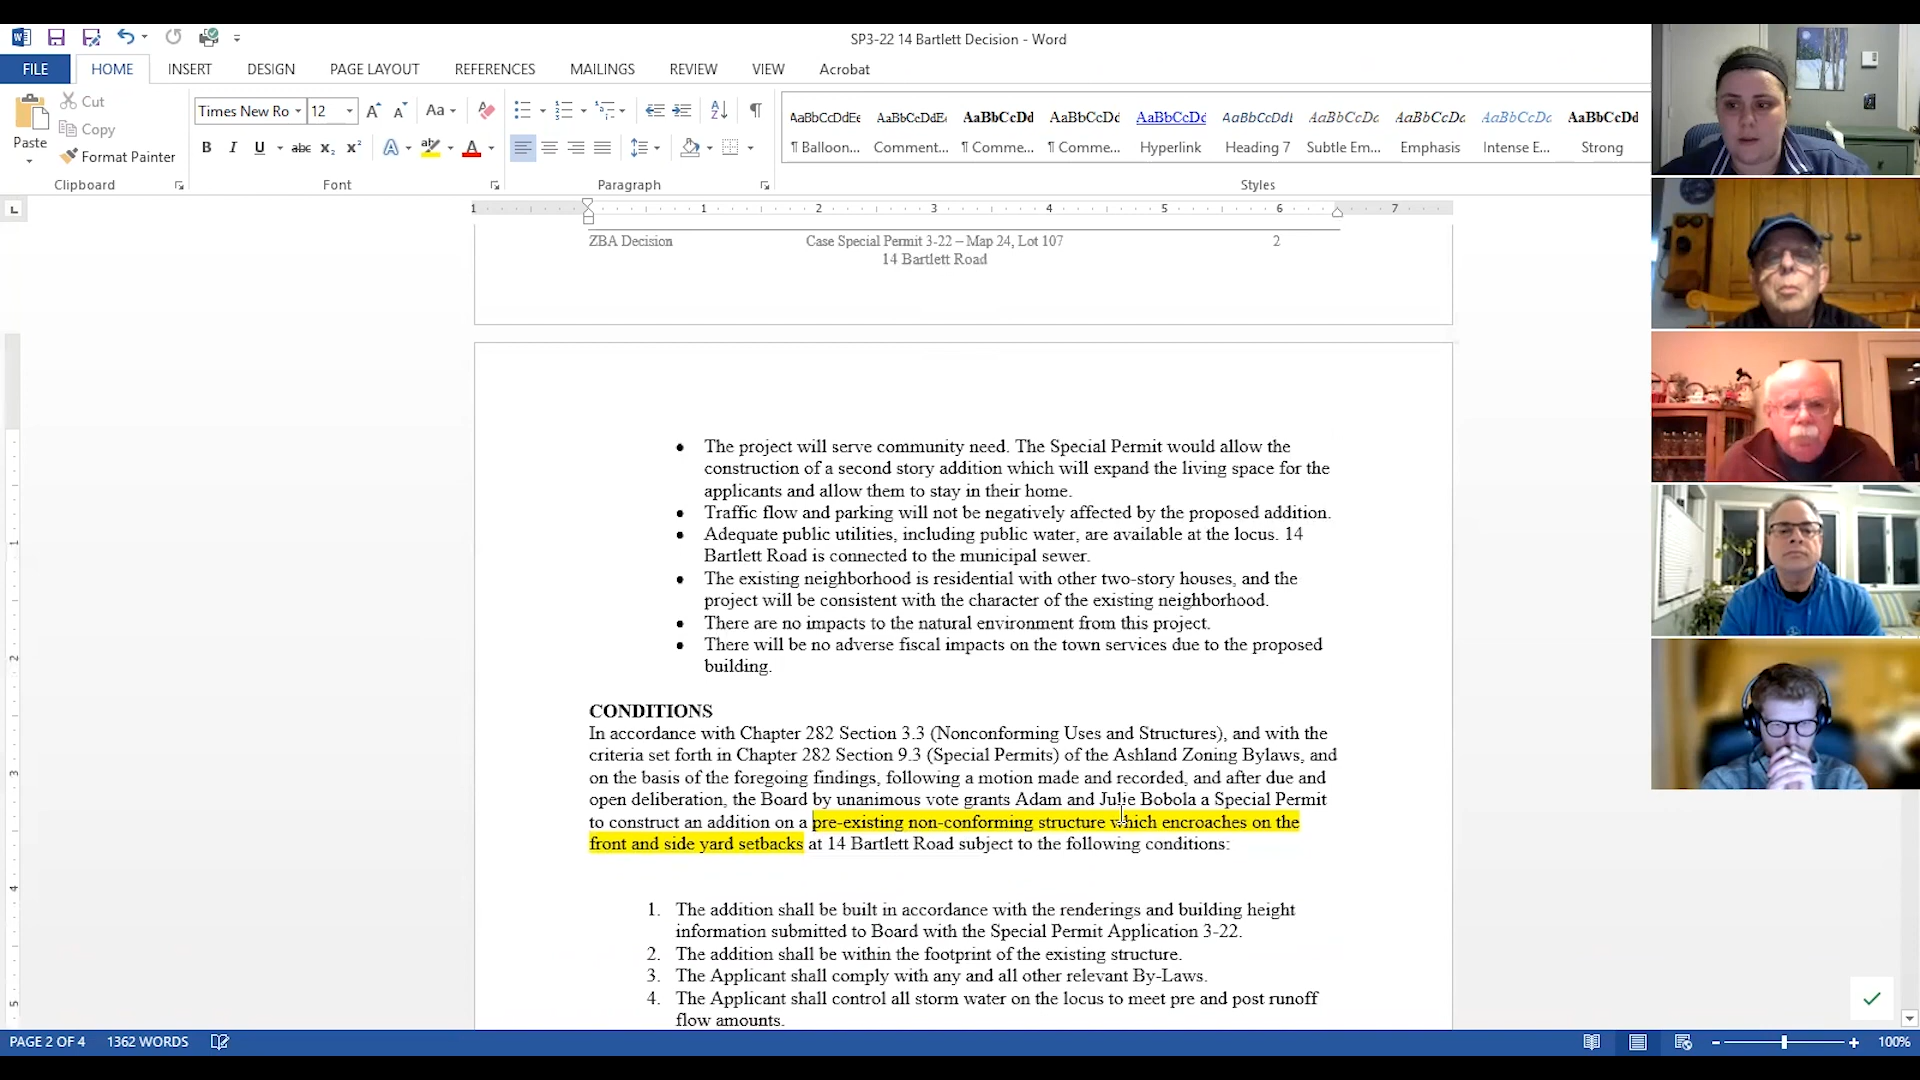 SP3-22 14 Bartlett Decision - Word
FILE HOME INSERT DESIGN PAGE LAYOUT REFERENCES MAILINGS REVIEW VIEW Acrobat
Cut
Copy
Paste
Format Painter
Times New Ro 12
AaBbCcDdEe AaBbCcDdEe AaBbCcDd AaBbCcDd AaBbCcDd AaBbCcDdI AaBbCcDd AaBbCcDd AaBbCcDd AaBbCcDd
¶ Balloon... Comment... ¶ Comme... ¶ Comme... Hyperlink Heading 7 Subtle Em... Emphasis Intense E... Strong
Clipboard Font Paragraph Styles
1 1 2 3 4 5 6 7
ZBA Decision Case Special Permit 3-22 – Map 24, Lot 107 2
14 Bartlett Road
• The project will serve community need. The Special Permit would allow the
construction of a second story addition which will expand the living space for the
applicants and allow them to stay in their home.
• Traffic flow and parking will not be negatively affected by the proposed addition.
• Adequate public utilities, including public water, are available at the locus. 14
Bartlett Road is connected to the municipal sewer.
• The existing neighborhood is residential with other two-story houses, and the
project will be consistent with the character of the existing neighborhood.
• There are no impacts to the natural environment from this project.
• There will be no adverse fiscal impacts on the town services due to the proposed
building.
CONDITIONS
In accordance with Chapter 282 Section 3.3 (Nonconforming Uses and Structures), and with the
criteria set forth in Chapter 282 Section 9.3 (Special Permits) of the Ashland Zoning Bylaws, and
on the basis of the foregoing findings, following a motion made and recorded, and after due and
open deliberation, the Board by unanimous vote grants Adam and Julie Bobola a Special Permit
to construct an addition on a pre-existing non-conforming structure which encroaches on the
front and side yard setbacks at 14 Bartlett Road subject to the following conditions:
1. The addition shall be built in accordance with the renderings and building height
information submitted to Board with the Special Permit Application 3-22.
2. The addition shall be within the footprint of the existing structure.
3. The Applicant shall comply with any and all other relevant By-Laws.
4. The Applicant shall control all storm water on the locus to meet pre and post runoff
flow amounts.
PAGE 2 OF 4 1362 WORDS 100%